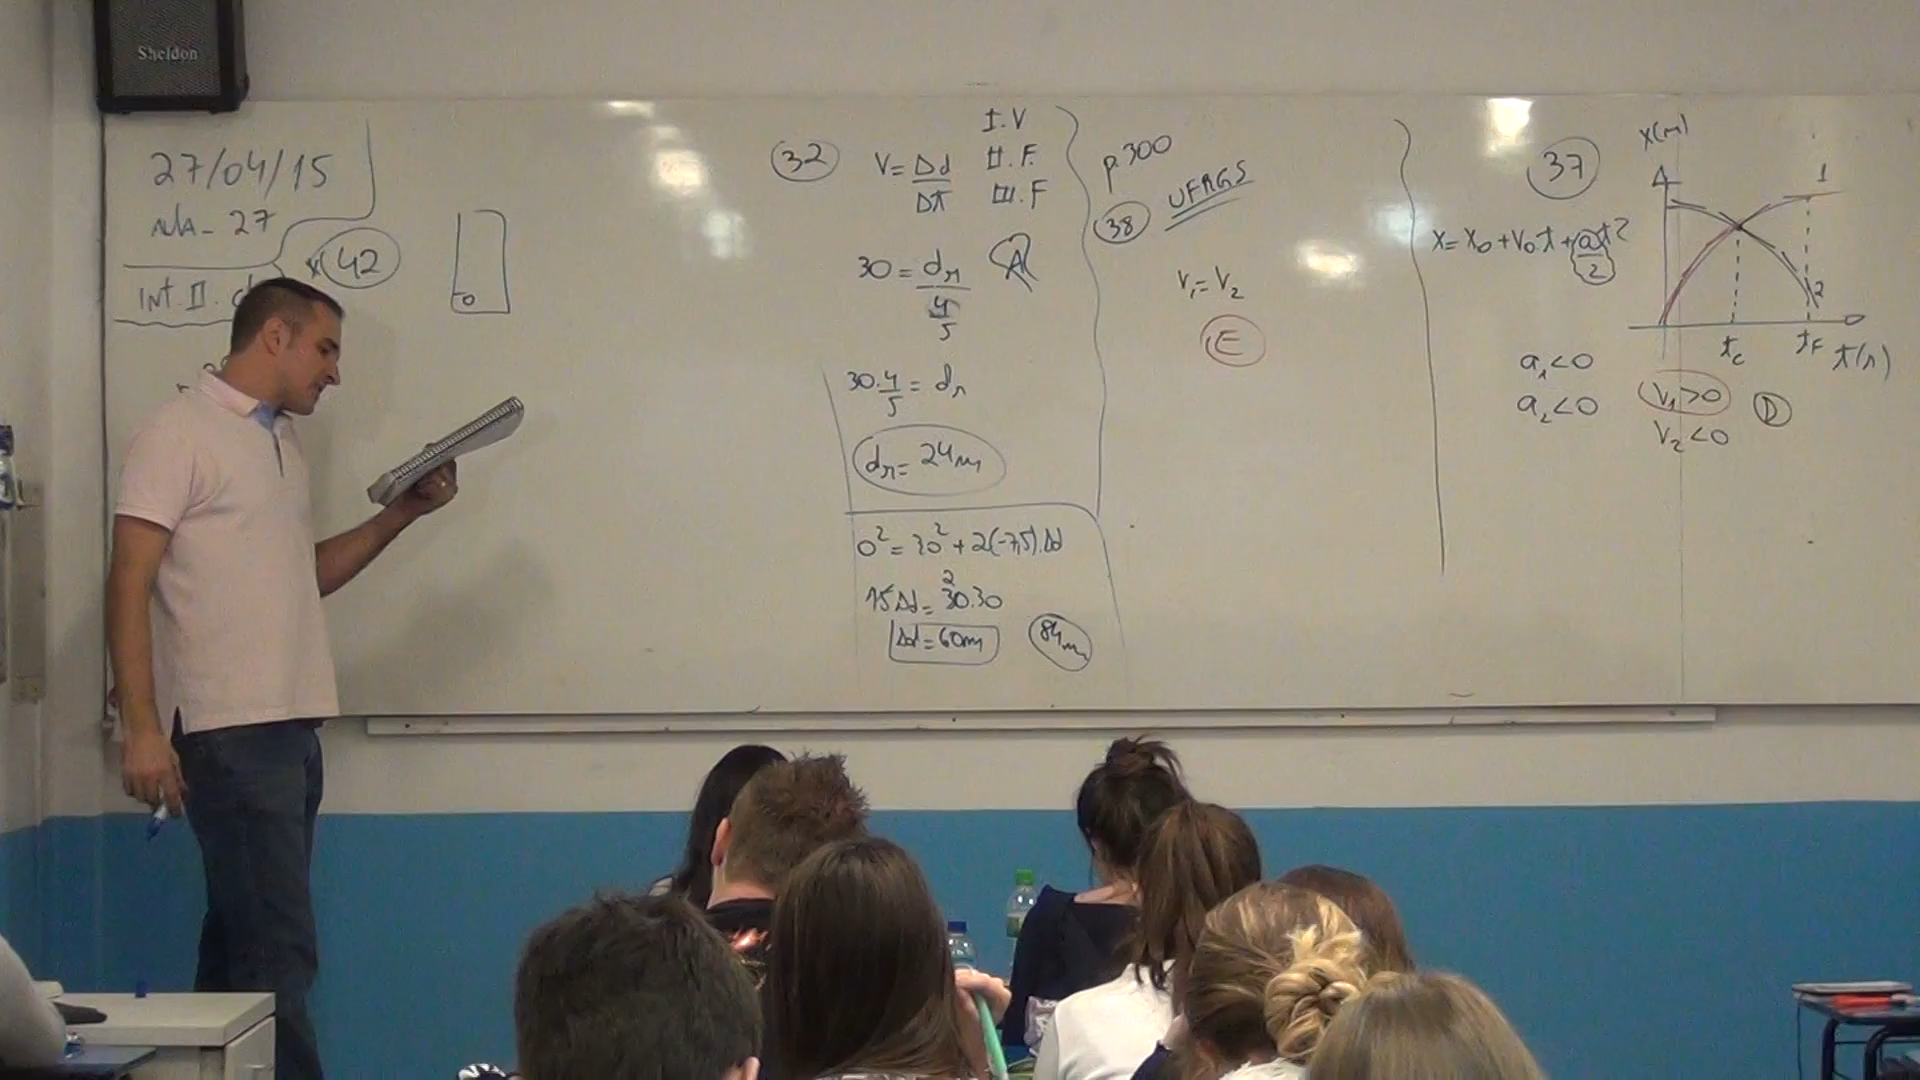 Sheldon
27/04/15
aula - 27
Int. II.
x 42
32
V = Δd/Δt
I. V
II. F.
III. F
30 = dr/(4/5)
A
30.4/5 = dr
dr = 24m
0² = 30² + 2(-7,5).Δd
15Δd = 30.30
2
Δd = 60m
84m
p 300
38
UFRGS
V₁ = V₂
E
37
x = x₀ + v₀.t + at²/2
a₁ < 0
a₂ < 0
V₁ > 0
V₂ < 0
D
x(m)
1
2
tc
tF
t(s)